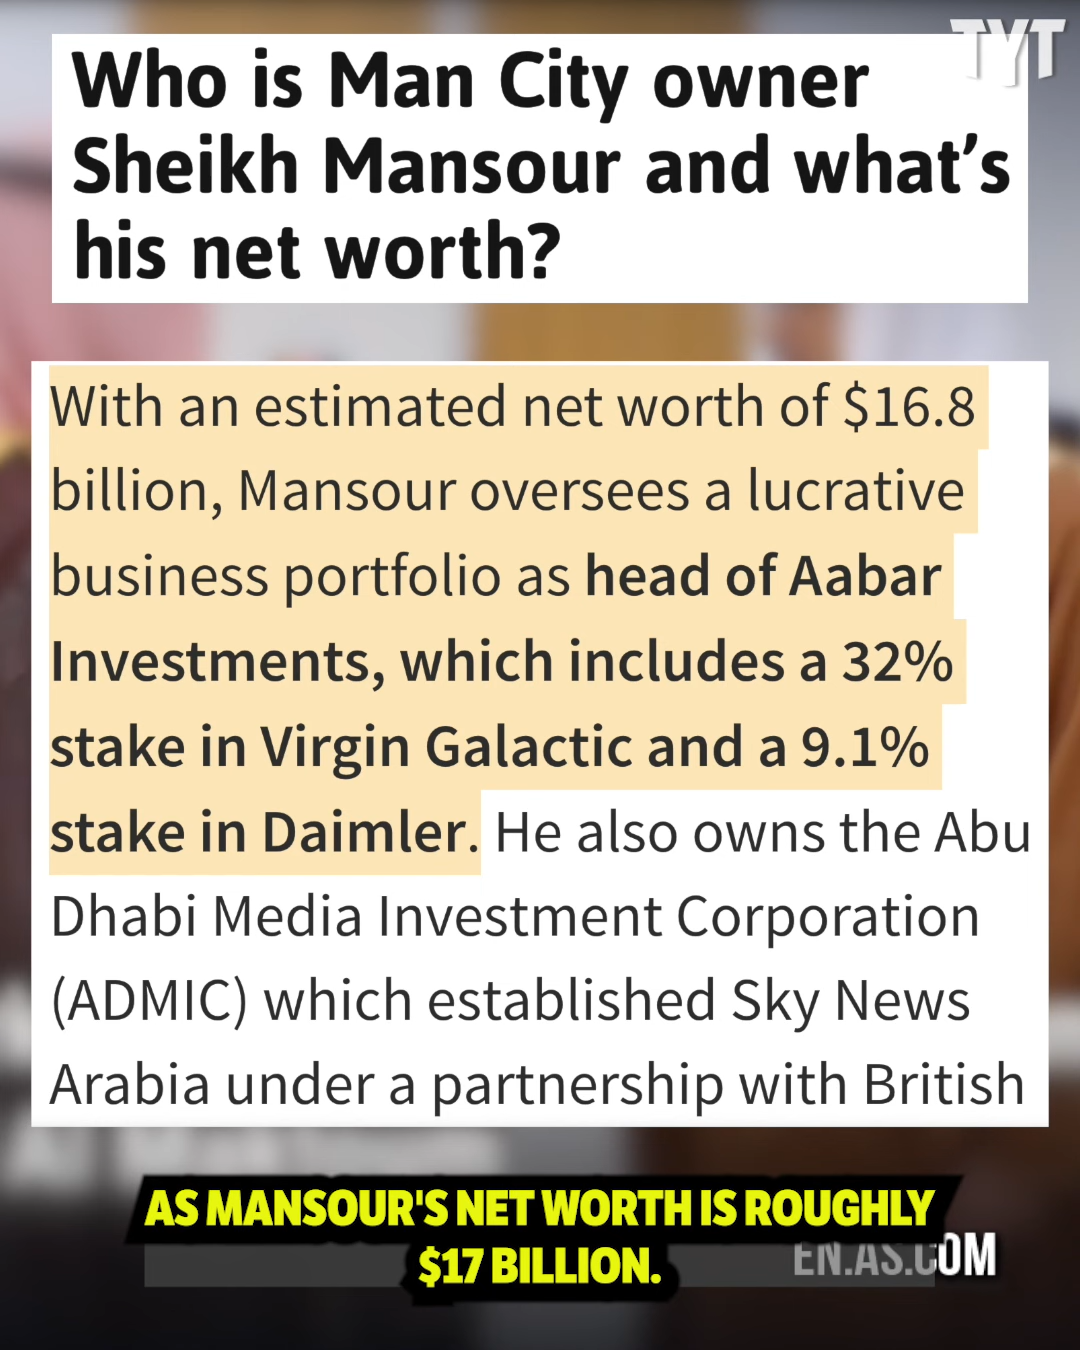 TYT
Who is Man City owner
Sheikh Mansour and what’s
his net worth?
With an estimated net worth of $16.8
billion, Mansour oversees a lucrative
business portfolio as head of Aabar
Investments, which includes a 32%
stake in Virgin Galactic and a 9.1%
stake in Daimler. He also owns the Abu
Dhabi Media Investment Corporation
(ADMIC) which established Sky News
Arabia under a partnership with British
AS MANSOUR'S NET WORTH IS ROUGHLY
$17 BILLION.
EN.AS.COM